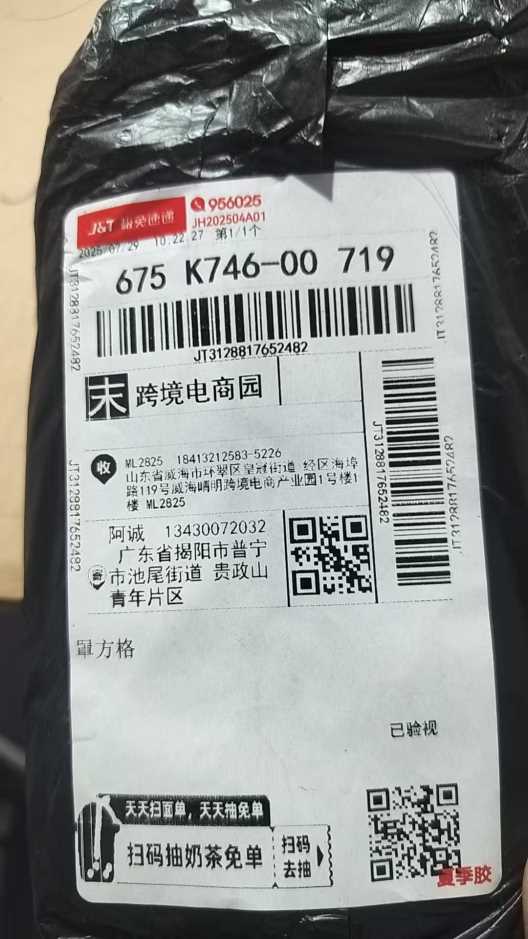 J&T 极兔速递
956025
JH202504A01
2025/07/29 10:22:27 第1/1个
675 K746-00 719
JT3128817652482
末 跨境电商园
收
ML2825 18413212583-5226
山东省威海市环翠区皇冠街道 经区海埠
路119号威海晴明跨境电商产业园1号楼1
楼 ML2825
寄
阿诚 13430072032
广东省揭阳市普宁
市池尾街道 贵政山
青年片区
JT3128817652482
JT3128817652482
JT3128817652482
JT3128817652482
JT3128817652482
罩方格
已验视
天天扫面单，天天抽免单
扫码抽奶茶免单
扫码
去抽
夏季胶